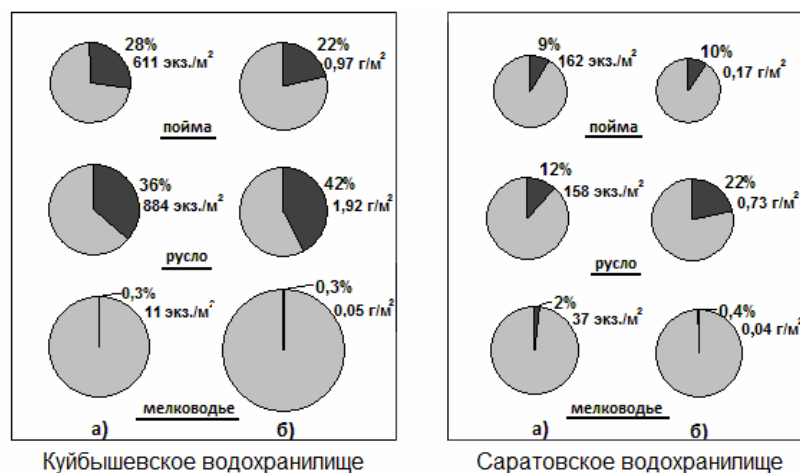 28%
611 экз./м²
22%
0,97 г/м²
пойма
36%
884 экз./м²
42%
1,92 г/м²
русло
0,3%
11 экз./м²
0,3%
0,05 г/м²
мелководье
а) б)
Куйбышевское водохранилище
9%
162 экз./м²
10%
0,17 г/м²
пойма
12%
158 экз./м²
22%
0,73 г/м²
русло
2%
37 экз./м²
0,4%
0,04 г/м²
мелководье
а) б)
Саратовское водохранилище